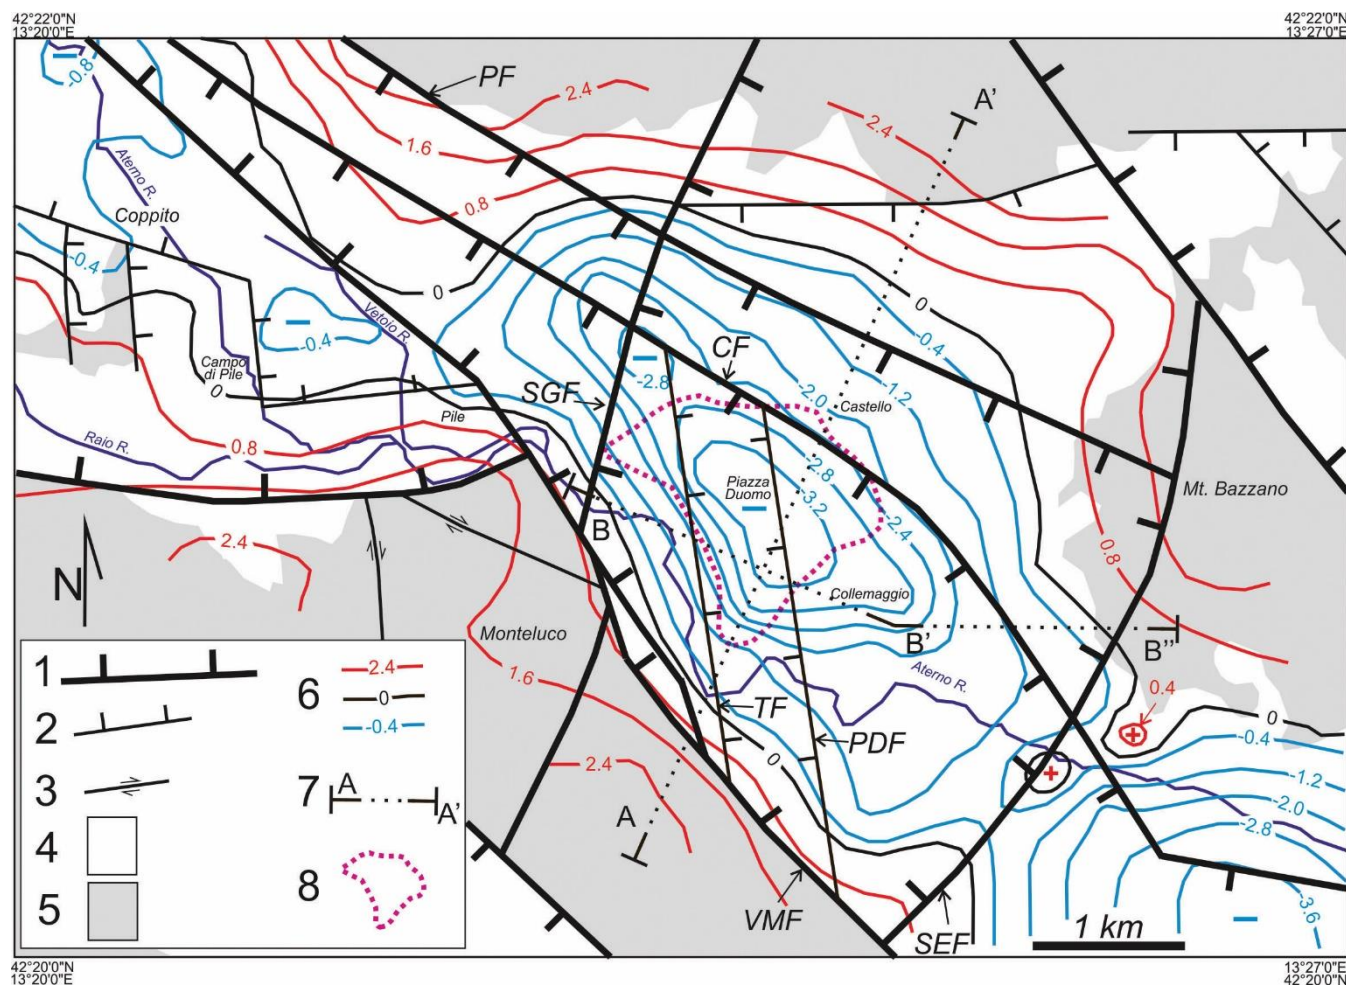 42°22'0"N
13°20'0"E
42°22'0"N
13°27'0"E
-0.8
PF
2.4
A'
2.4
1.6
Aterno R.
0.8
Coppito
-0.4
0
Vetoio R.
0
-0.4
-0.4
CF
-1.2
Campo
di Pile
-2.8
-2.0
0
SGF
Castello
Pile
0.8
Raio R.
-2.8
Piazza
Duomo
Mt. Bazzano
-3.2
-2.4
B
2.4
0.8
N
Collemaggio
Monteluco
B'
B''
Aterno R.
1.6
0.4
TF
0
PDF
-0.4
0
2.4
-1.2
-2.0
A
-2.8
VMF
SEF
1 km
-3.6
1
2
3
4
5
6
2.4
0
-0.4
7
A
A'
8
42°20'0"N
13°20'0"E
13°27'0"E
42°20'0"N